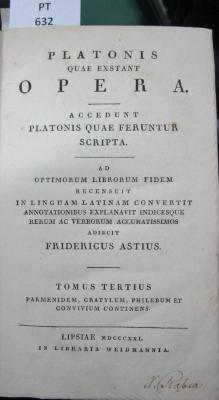 PT
632
PLATONIS
QUAE EXSTANT
OPERA.
ACCEDUNT
PLATONIS QUAE FERUNTUR
SCRIPTA.
AD
OPTIMORUM LIBRORUM FIDEM
RECENSUIT
IN LINGUAM LATINAM CONVERTIT
ANNOTATIONIBUS EXPLANAVIT INDICESQUE
RERUM AC VERBORUM ACCURATISSIMOS
ADIECIT
FRIDERICUS ASTIUS.
TOMUS TERTIUS
PARMENIDEM, CRATYLUM, PHILEBUM ET
CONVIVIUM CONTINENS.
LIPSIAE MDCCCXXI.
IN LIBRARIA WEIDMANNIA.